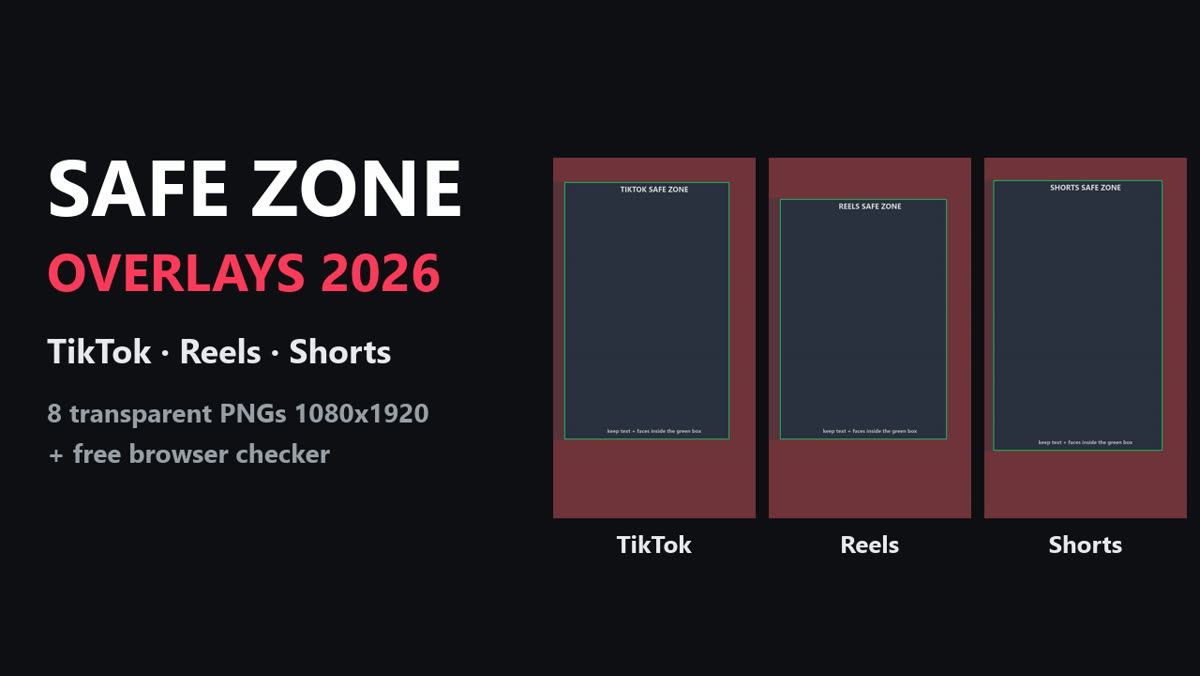 SAFE ZONE
OVERLAYS 2026
TikTok · Reels · Shorts
8 transparent PNGs 1080x1920
+ free browser checker
TIKTOK SAFE ZONE
keep text + faces inside the green box
TikTok
REELS SAFE ZONE
keep text + faces inside the green box
Reels
SHORTS SAFE ZONE
keep text + faces inside the green box
Shorts